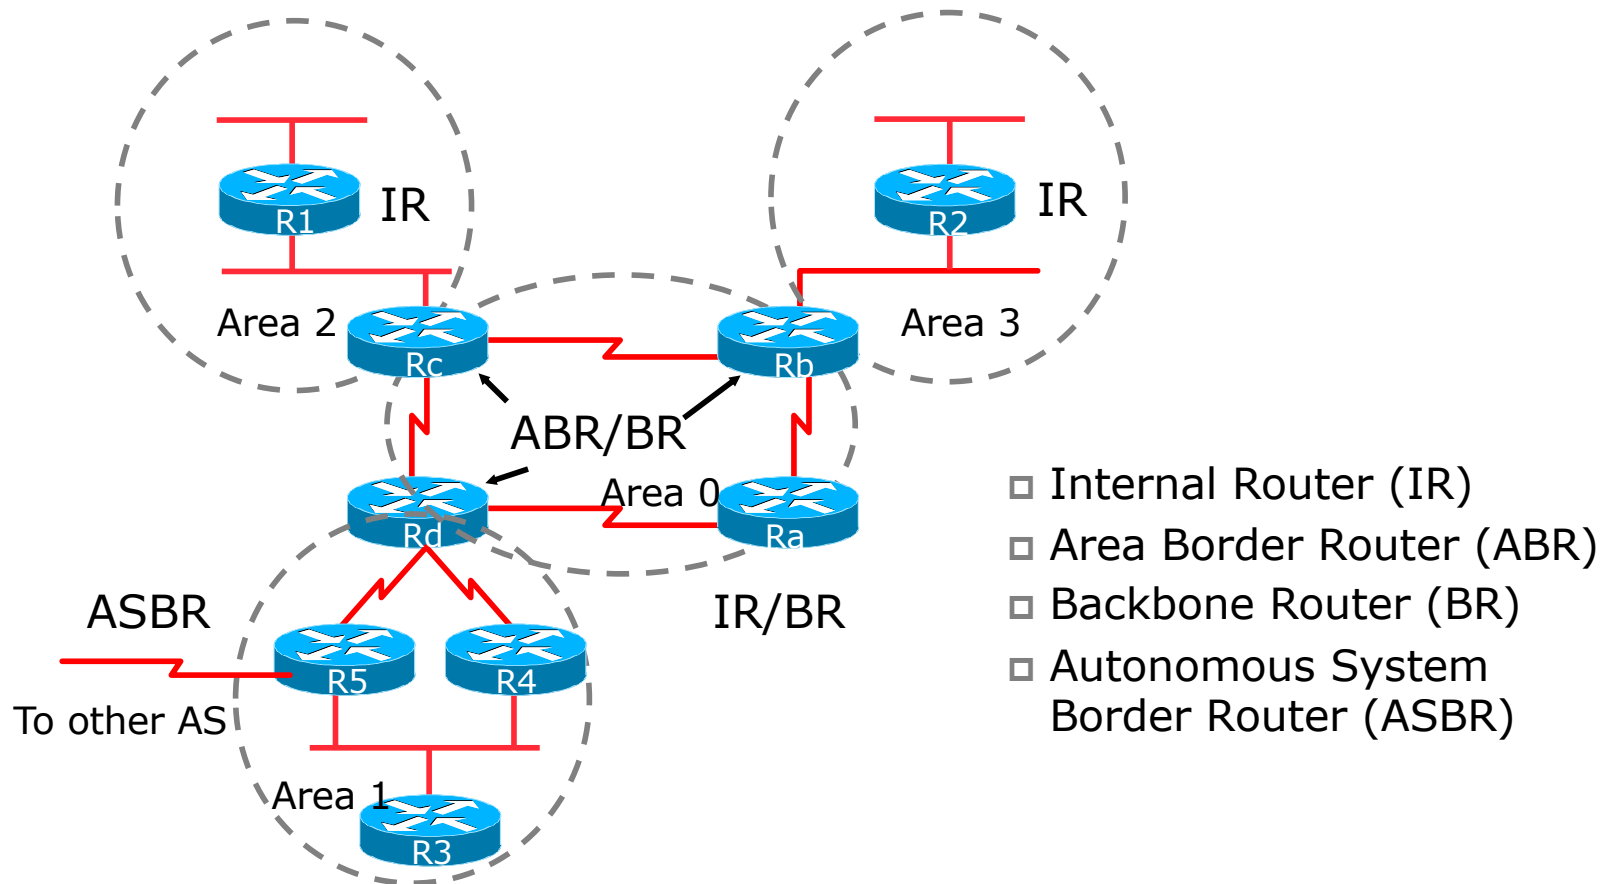 R1
IR
R2
IR
Area 2
Rc
Rb
Area 3
ABR/BR
Area 0
Rd
Ra
Internal Router (IR)
Area Border Router (ABR)
Backbone Router (BR)
Autonomous System
Border Router (ASBR)
ASBR
IR/BR
R5
R4
To other AS
Area 1
R3